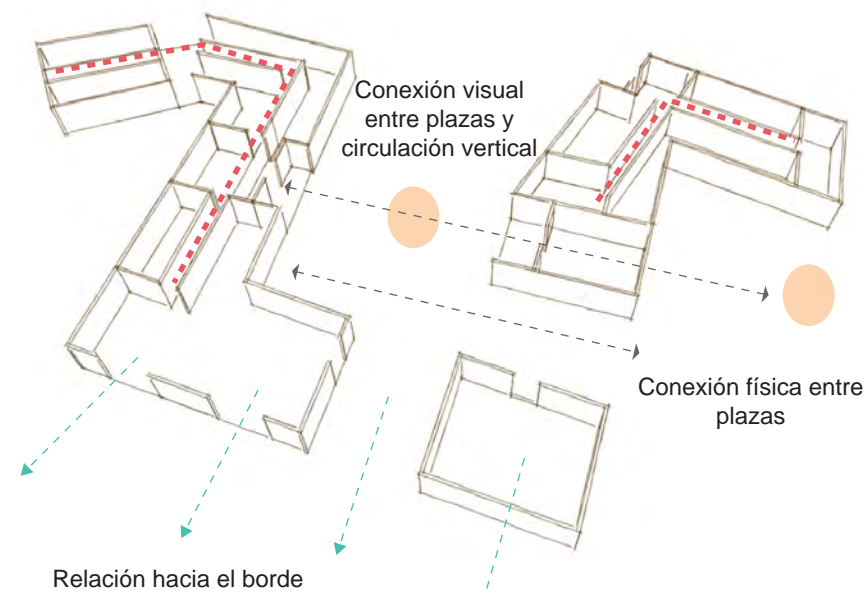 Conexión visual
entre plazas y
circulación vertical
Conexión física entre
plazas
Relación hacia el borde